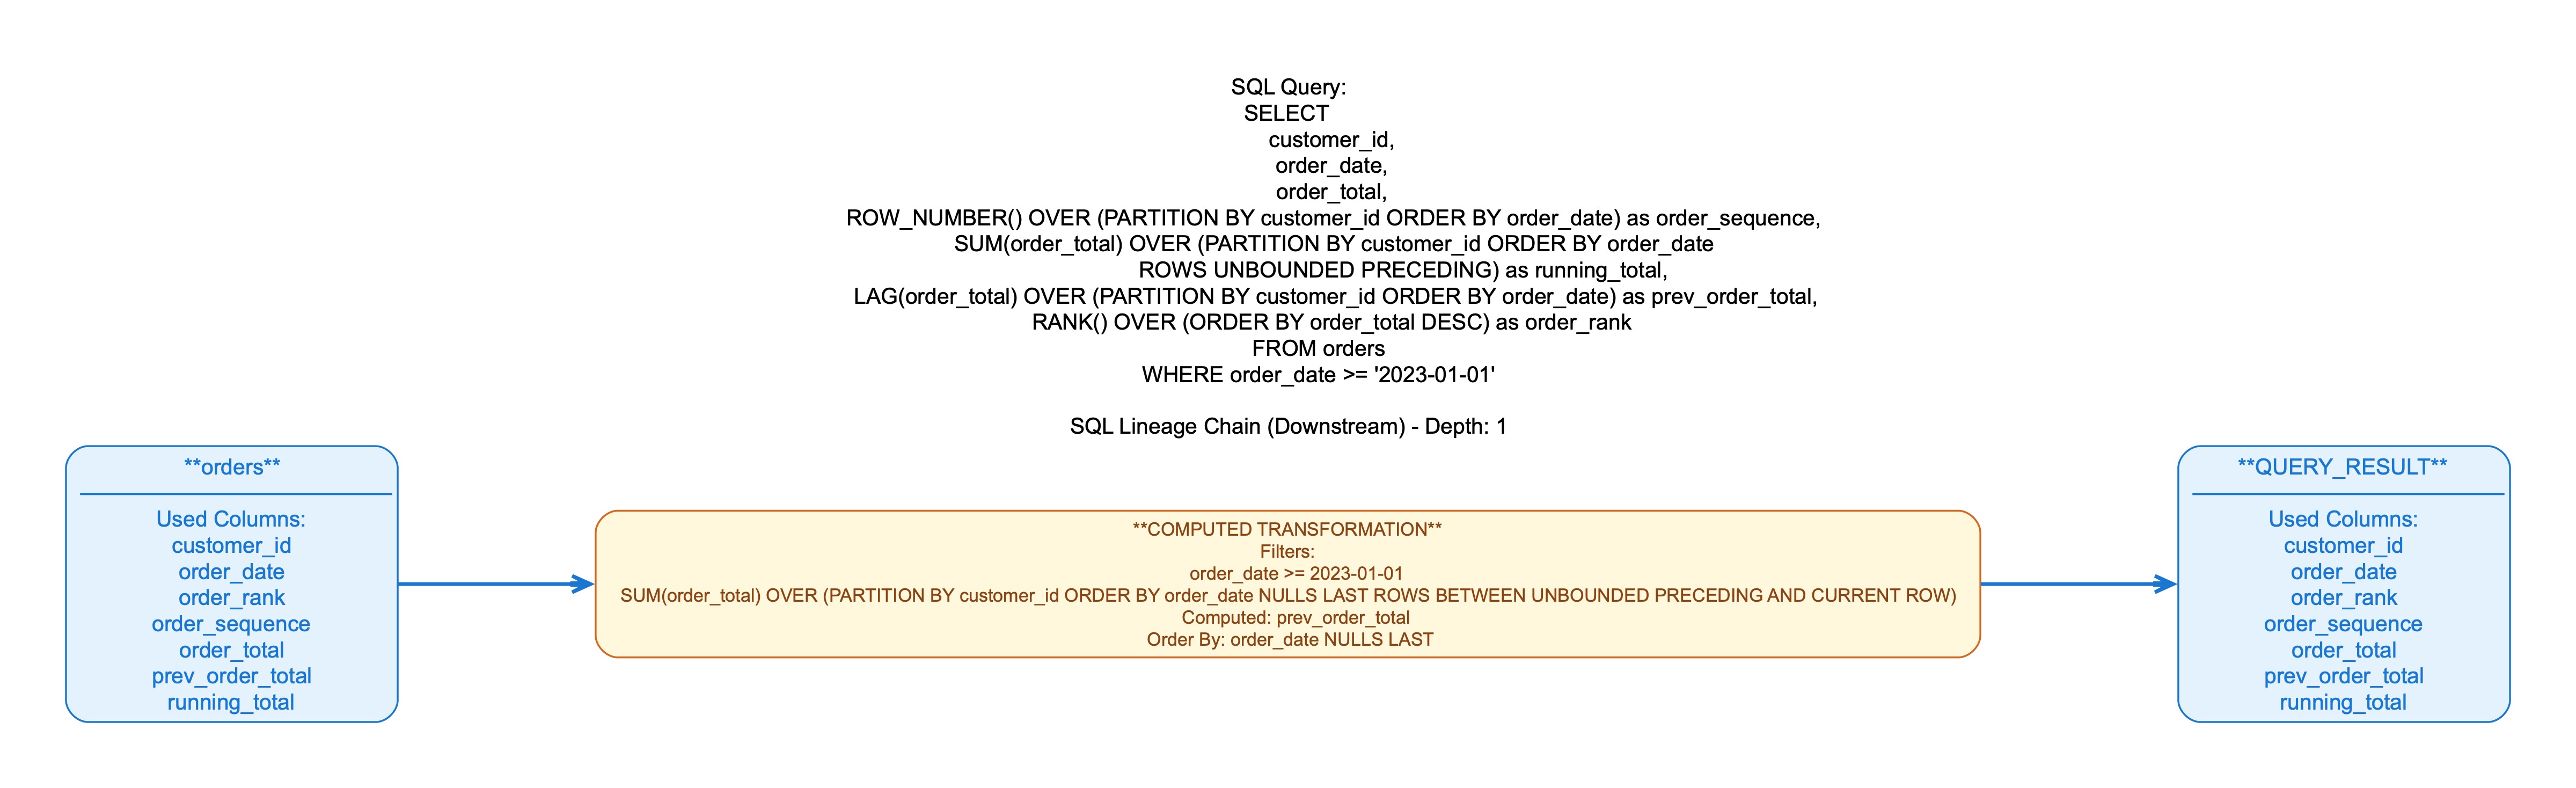 SQL Query:
SELECT
customer_id,
order_date,
order_total,
ROW_NUMBER() OVER (PARTITION BY customer_id ORDER BY order_date) as order_sequence,
SUM(order_total) OVER (PARTITION BY customer_id ORDER BY order_date
ROWS UNBOUNDED PRECEDING) as running_total,
LAG(order_total) OVER (PARTITION BY customer_id ORDER BY order_date) as prev_order_total,
RANK() OVER (ORDER BY order_total DESC) as order_rank
FROM orders
WHERE order_date >= '2023-01-01'
SQL Lineage Chain (Downstream) - Depth: 1
**orders**
Used Columns:
customer_id
order_date
order_rank
order_sequence
order_total
prev_order_total
running_total
**COMPUTED TRANSFORMATION**
Filters:
order_date >= 2023-01-01
SUM(order_total) OVER (PARTITION BY customer_id ORDER BY order_date NULLS LAST ROWS BETWEEN UNBOUNDED PRECEDING AND CURRENT ROW)
Computed: prev_order_total
Order By: order_date NULLS LAST
**QUERY_RESULT**
Used Columns:
customer_id
order_date
order_rank
order_sequence
order_total
prev_order_total
running_total